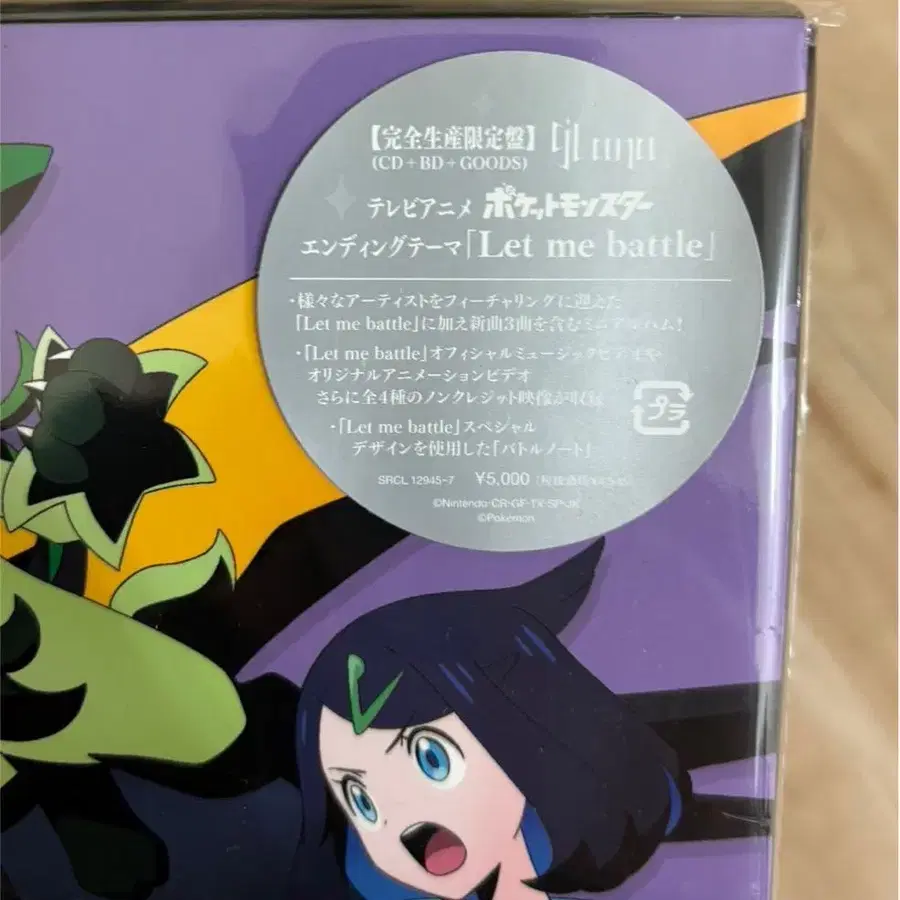 【完全生産限定盤】
(CD+BD+GOODS)
テレビアニメ ポケットモンスター
エンディングテーマ「Let me battle」
・様々なアーティストをフィーチャリングに迎えた
「Let me battle」に加え新曲3曲を含むミニアルバム!
・「Let me battle」オフィシャルミュージックビデオや
オリジナルアニメーションビデオ
さらに全4種のノンクレジット映像が収録
・「Let me battle」スペシャル
デザインを使用した「バトルノート」
プラ
SRCL 12945~7 ¥5,000
©Nintendo・CR・GF・TX・SP・JK
©Pokémon